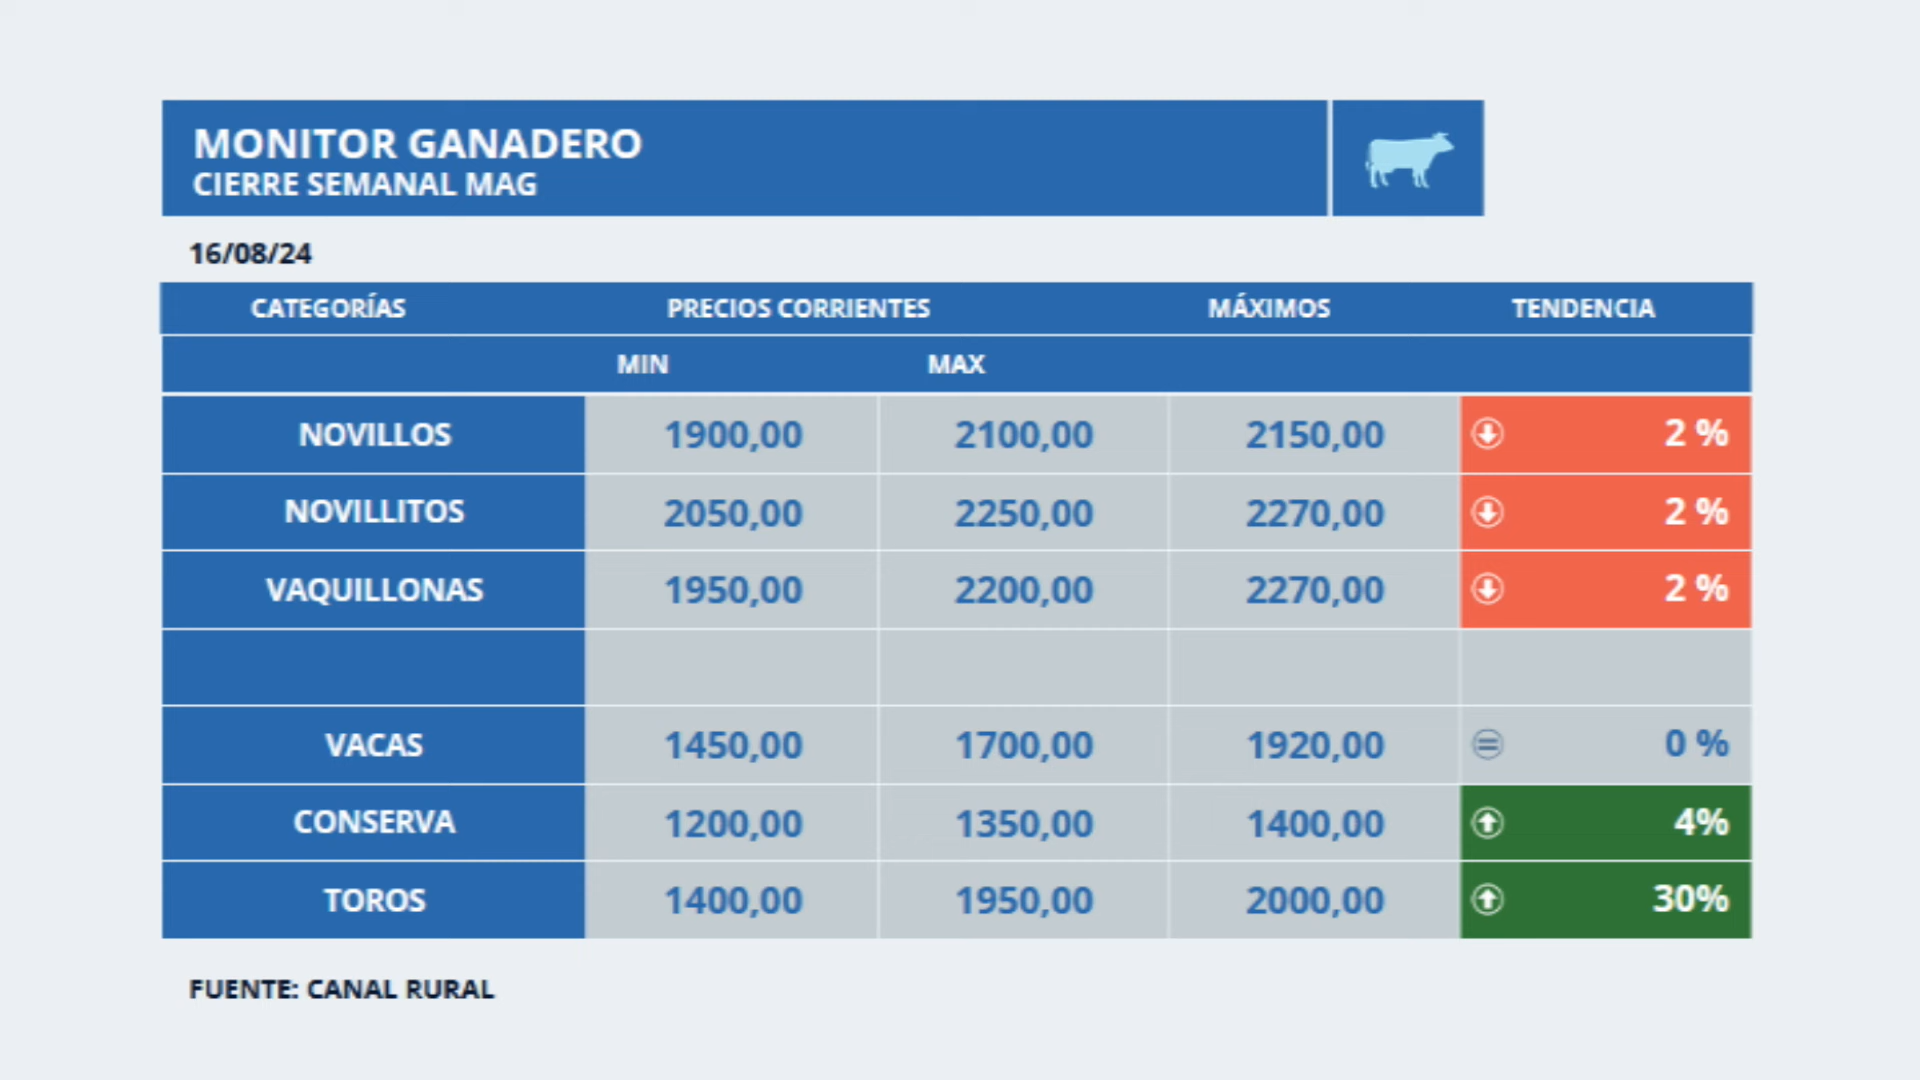 MONITOR GANADERO
CIERRE SEMANAL MAG
16/08/24
CATEGORÍAS PRECIOS CORRIENTES MÁXIMOS TENDENCIA
MIN MAX
NOVILLOS 1900,00 2100,00 2150,00 2 %
NOVILLITOS 2050,00 2250,00 2270,00 2 %
VAQUILLONAS 1950,00 2200,00 2270,00 2 %
VACAS 1450,00 1700,00 1920,00 0 %
CONSERVA 1200,00 1350,00 1400,00 4%
TOROS 1400,00 1950,00 2000,00 30%
FUENTE: CANAL RURAL